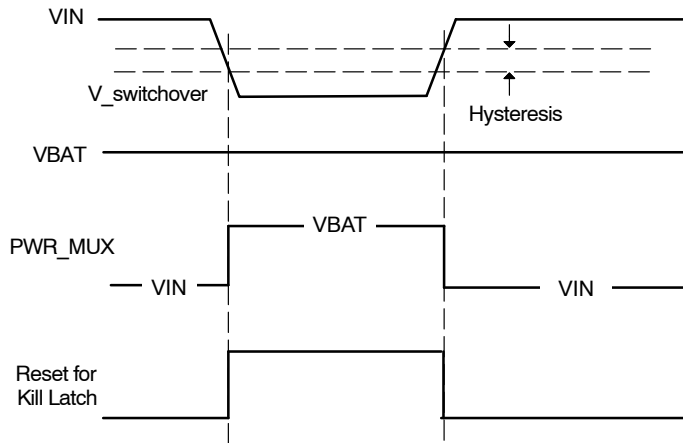 VIN
V_switchover
Hysteresis
VBAT
PWR_MUX
VIN
VBAT
VIN
Reset for
Kill Latch